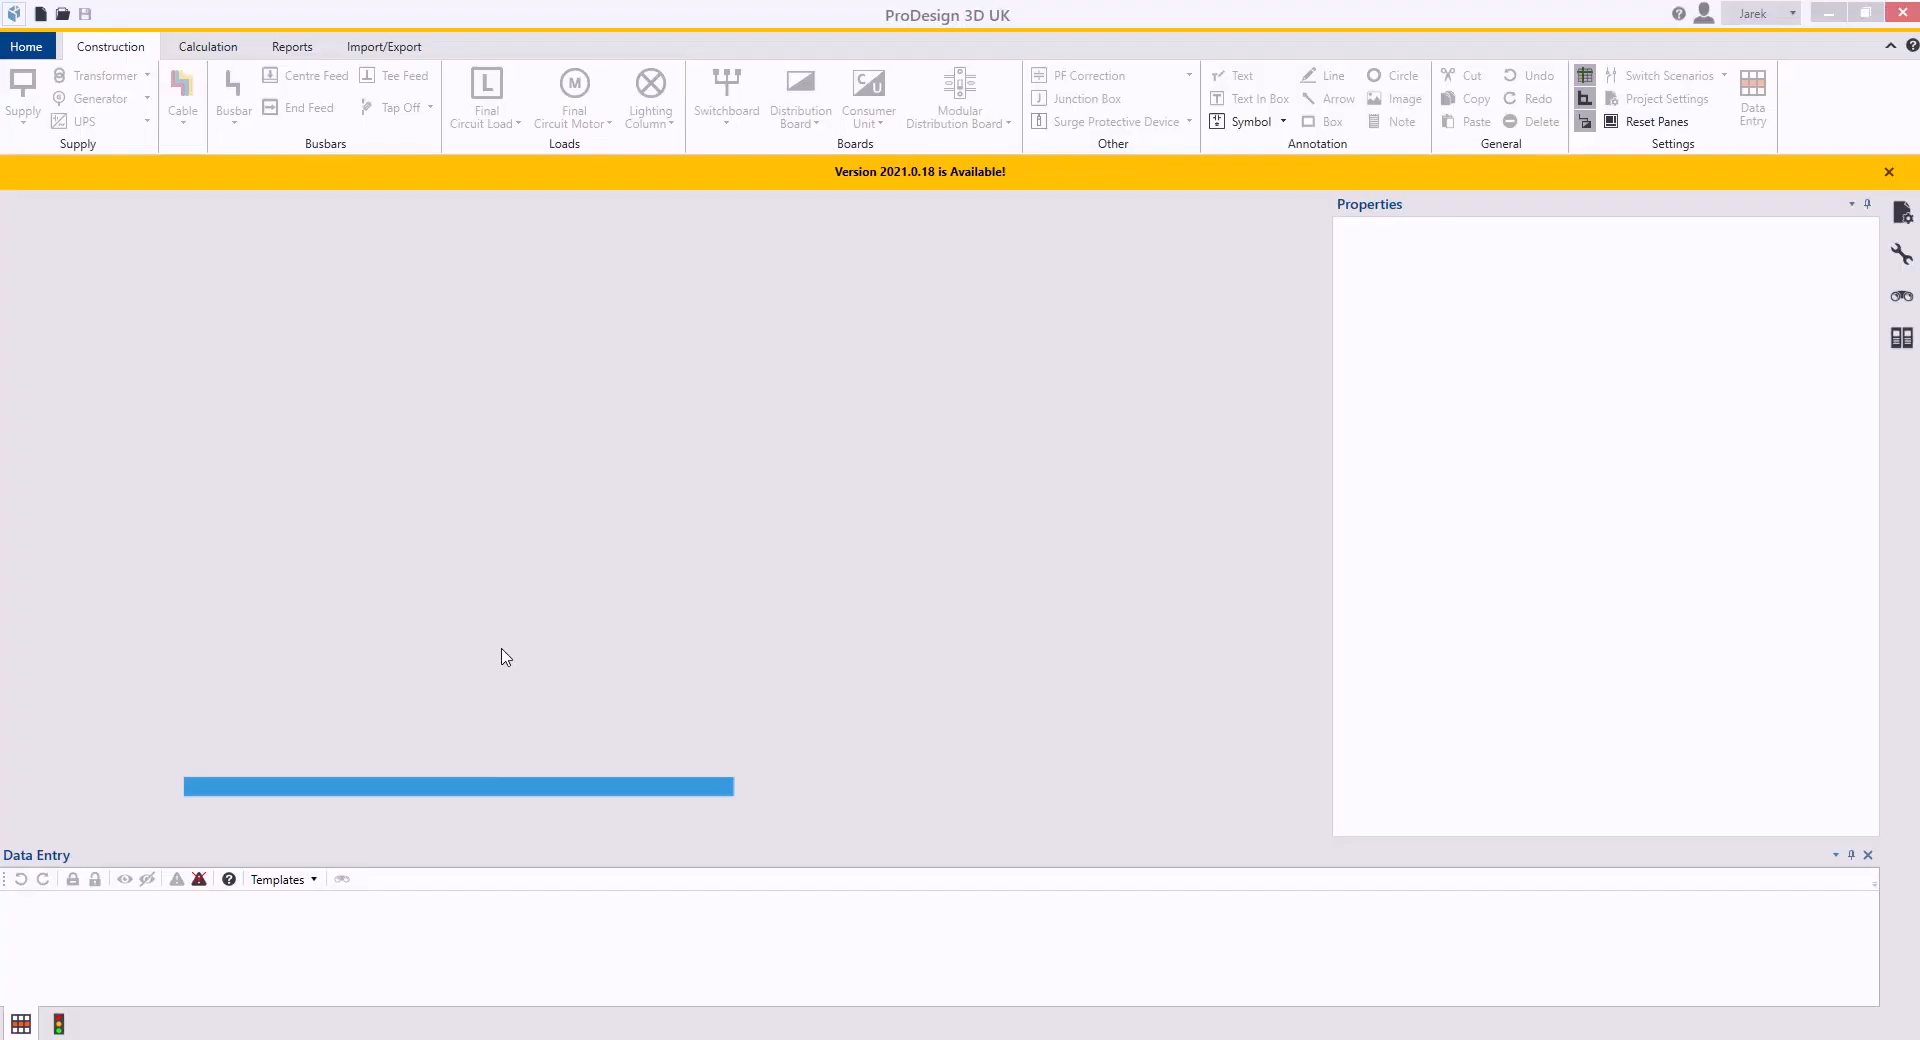 ProDesign 3D UK
Jarek
Home
Construction
Calculation
Reports
Import/Export
Supply
Transformer
Generator
UPS
Supply
Cable
Busbar
Centre Feed
Tee Feed
End Feed
Tap Off
Busbars
Final
Circuit Load
Final
Circuit Motor
Lighting
Column
Loads
Switchboard
Distribution
Board
Consumer
Unit
Modular
Distribution Board
Boards
PF Correction
Junction Box
Surge Protective Device
Other
Text
Text In Box
Symbol
Line
Arrow
Box
Circle
Image
Note
Annotation
Cut
Copy
Paste
Undo
Redo
Delete
General
Switch Scenarios
Project Settings
Reset Panes
Data
Entry
Settings
Version 2021.0.18 is Available!
Properties
Data Entry
Templates